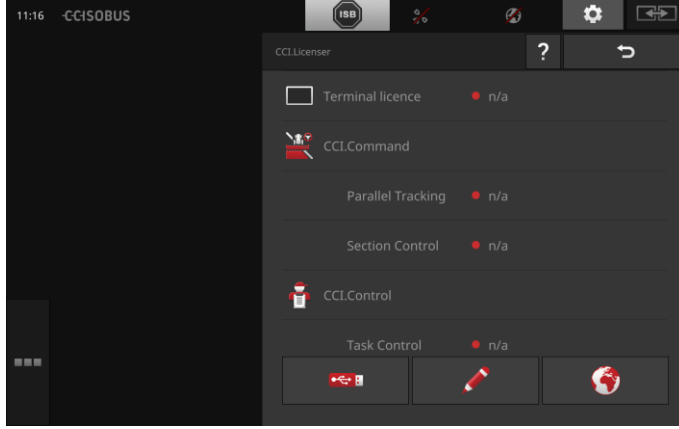 11:16 CCISOBUS
ISB
CCI.Licenser ?
Terminal licence n/a
CCI.Command
Parallel Tracking n/a
Section Control n/a
CCI.Control
Task Control n/a